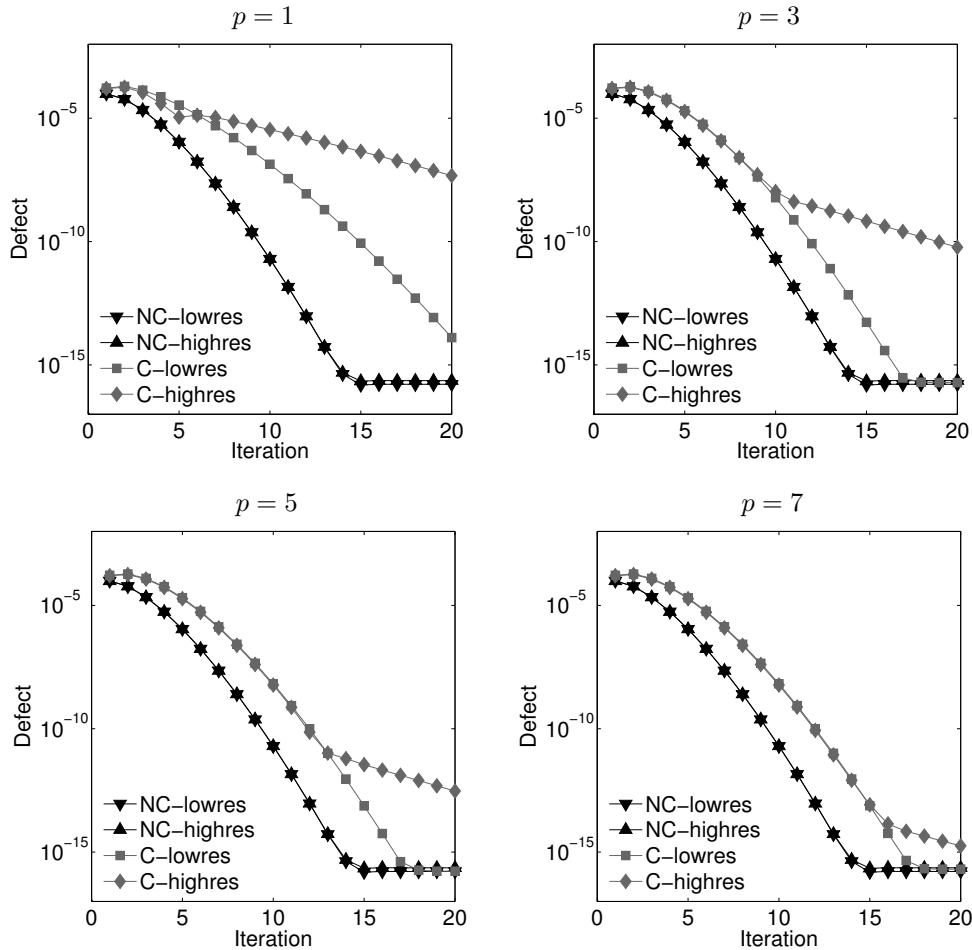 p = 1
10⁻⁵
10⁻¹⁰
10⁻¹⁵
Defect
NC−lowres
NC−highres
C−lowres
C−highres
0 5 10 15 20
Iteration
p = 3
10⁻⁵
10⁻¹⁰
10⁻¹⁵
Defect
NC−lowres
NC−highres
C−lowres
C−highres
0 5 10 15 20
Iteration
p = 5
10⁻⁵
10⁻¹⁰
10⁻¹⁵
Defect
NC−lowres
NC−highres
C−lowres
C−highres
0 5 10 15 20
Iteration
p = 7
10⁻⁵
10⁻¹⁰
10⁻¹⁵
Defect
NC−lowres
NC−highres
C−lowres
C−highres
0 5 10 15 20
Iteration